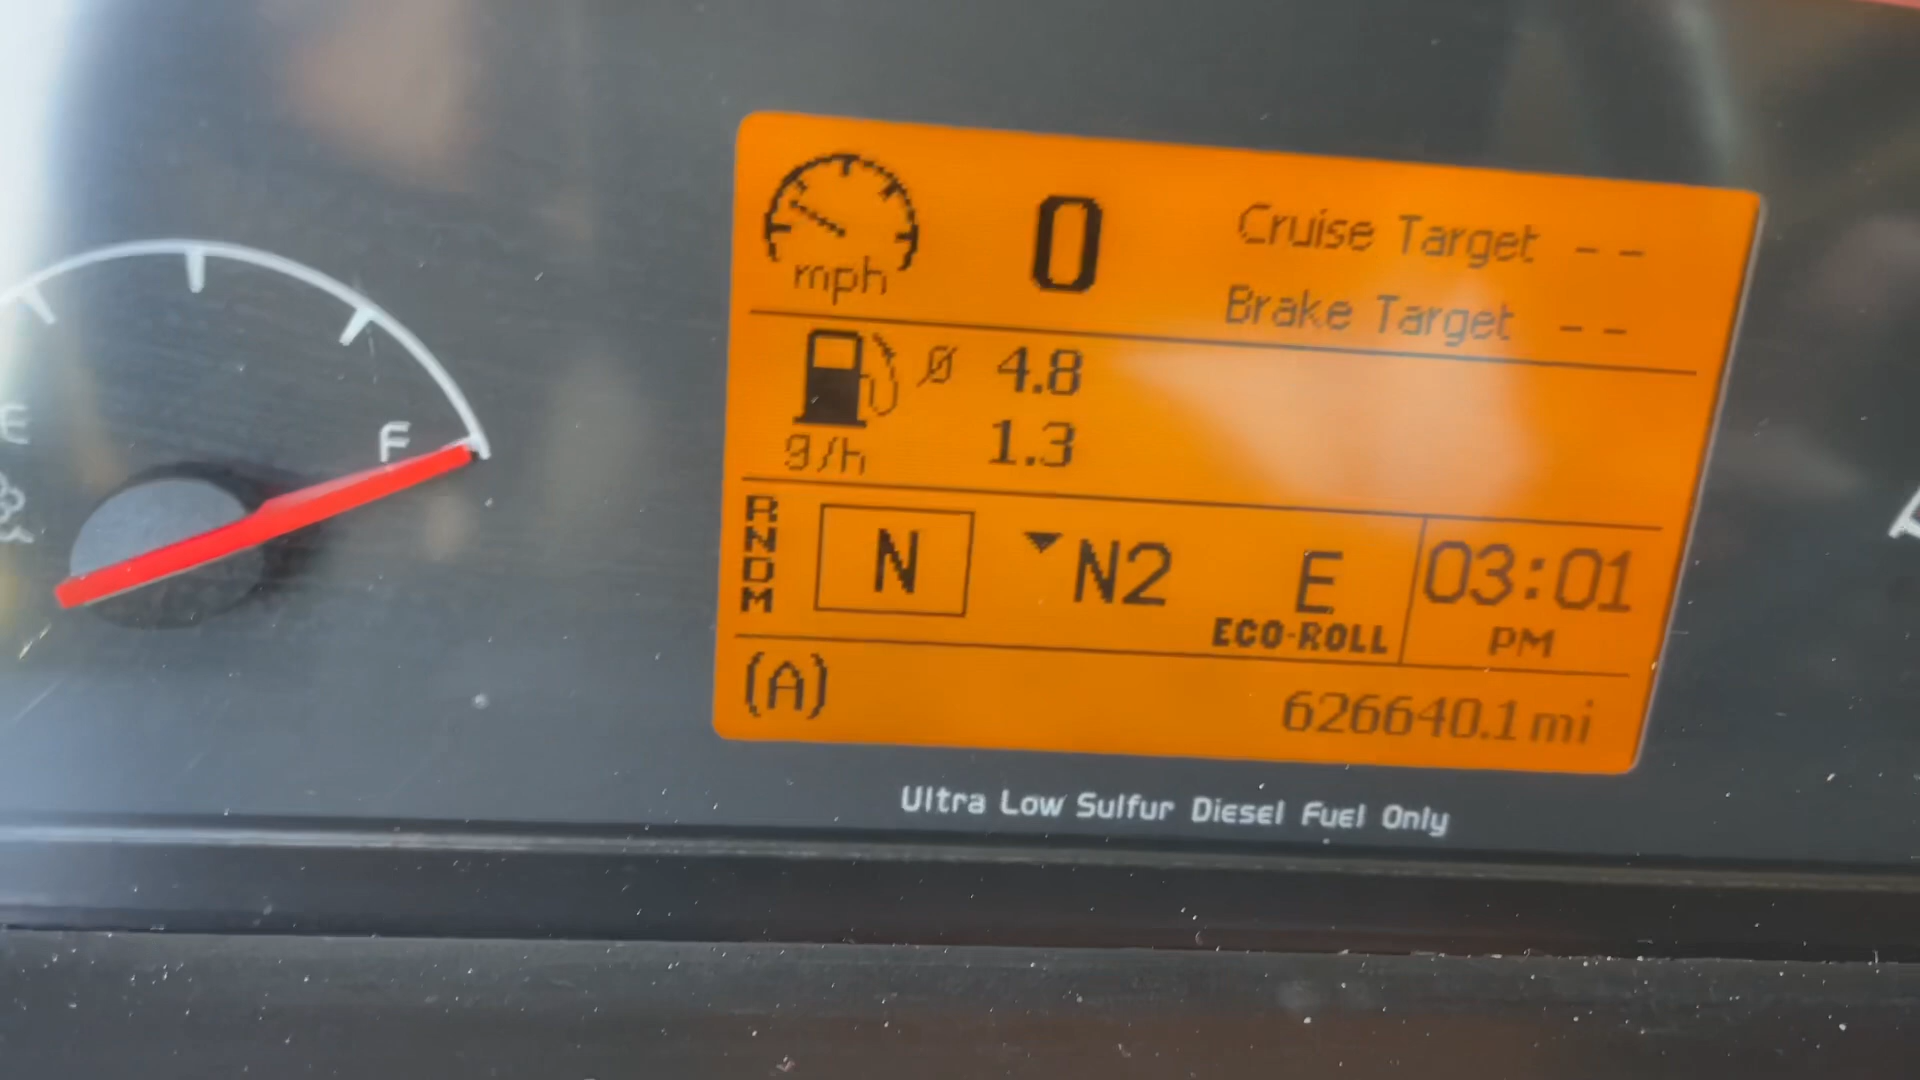 0
Cruise Target --
mph
Brake Target --
Ø 4.8
g/h 1.3
E
F
RNDM
N
N2
E
ECO-ROLL
03:01
PM
(A)
626640.1 mi
Ultra Low Sulfur Diesel Fuel Only